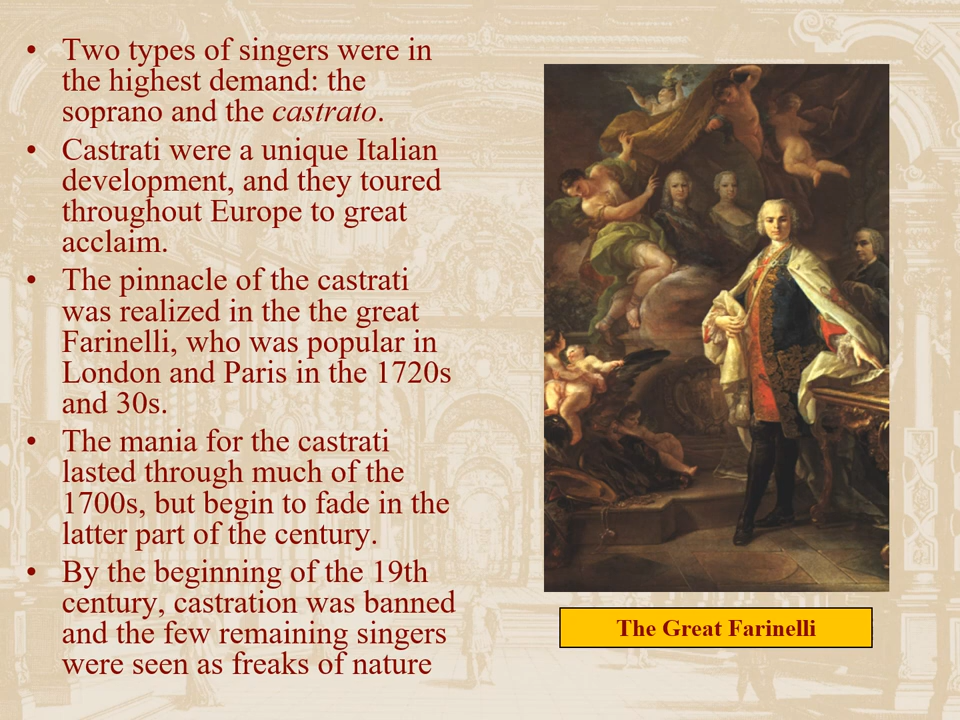 • Two types of singers were in
the highest demand: the
soprano and the castrato.
• Castrati were a unique Italian
development, and they toured
throughout Europe to great
acclaim.
• The pinnacle of the castrati
was realized in the the great
Farinelli, who was popular in
London and Paris in the 1720s
and 30s.
• The mania for the castrati
lasted through much of the
1700s, but begin to fade in the
latter part of the century.
• By the beginning of the 19th
century, castration was banned
and the few remaining singers
were seen as freaks of nature
The Great Farinelli